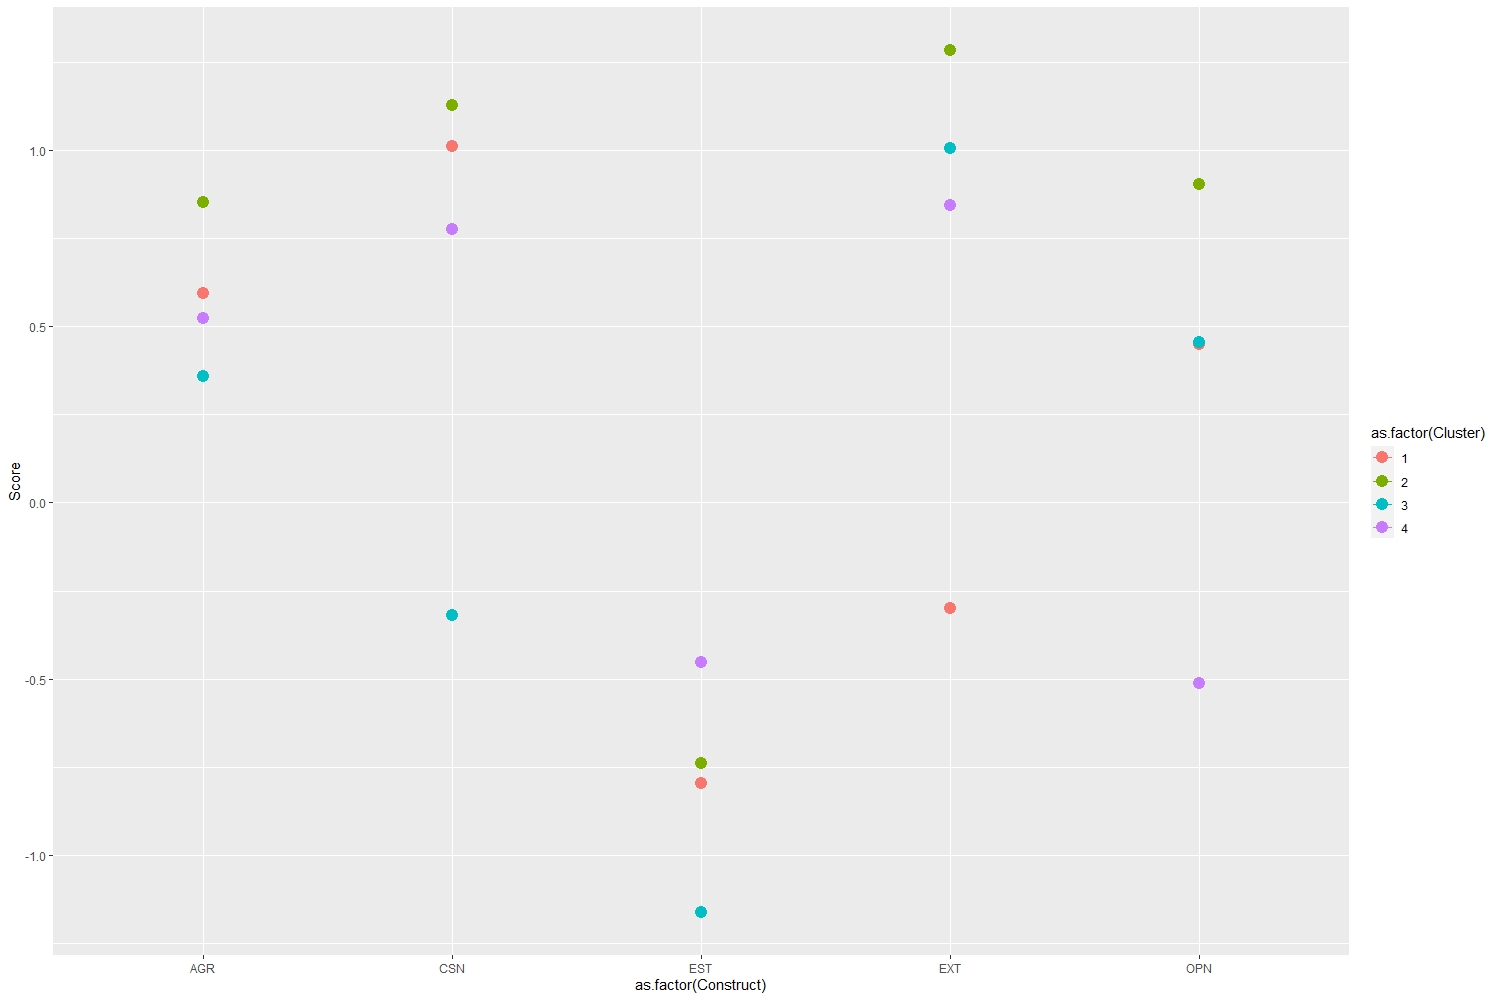 1.0
0.5
0.0
-0.5
-1.0
Score
AGR CSN EST EXT OPN
as.factor(Construct)
as.factor(Cluster)
1
2
3
4